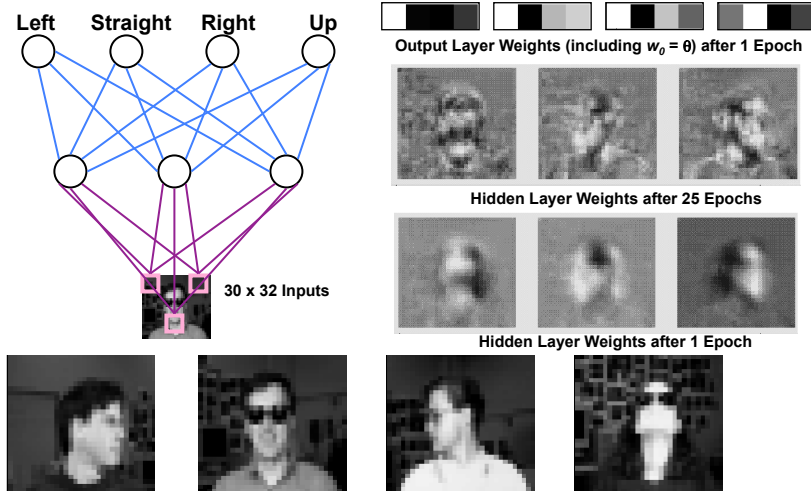 Left Straight Right Up
Output Layer Weights (including w₀ = θ) after 1 Epoch
Hidden Layer Weights after 25 Epochs
30 x 32 Inputs
Hidden Layer Weights after 1 Epoch